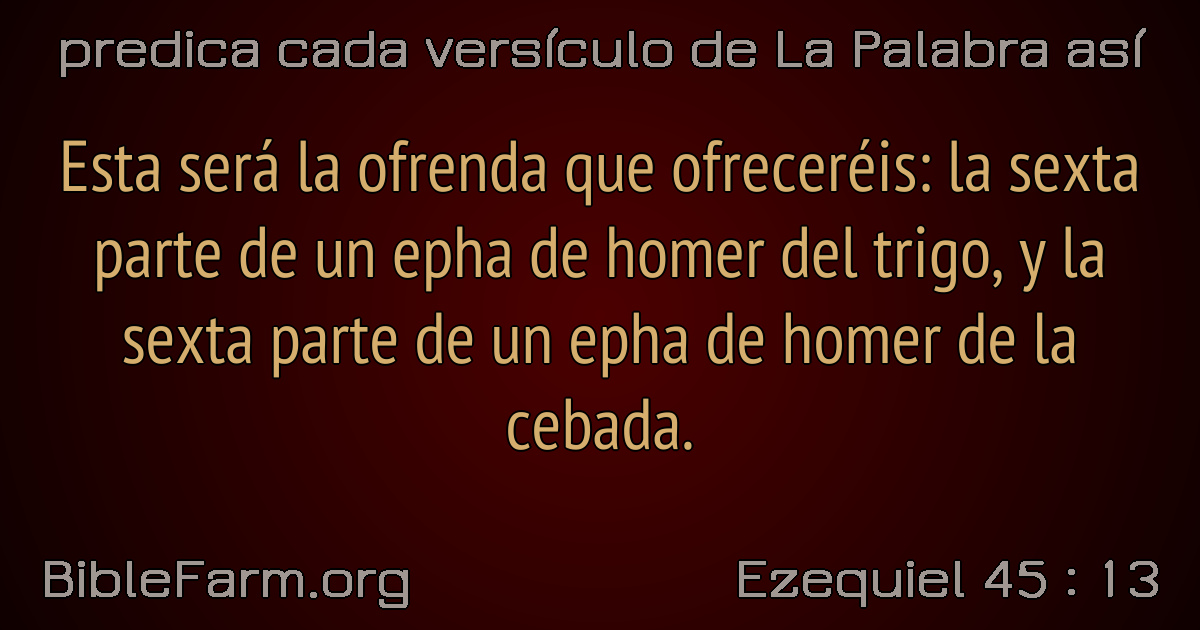 predica cada versículo de La Palabra así
Esta será la ofrenda que ofreceréis: la sexta
parte de un epha de homer del trigo, y la
sexta parte de un epha de homer de la
cebada.
BibleFarm.org
Ezequiel 45 : 13